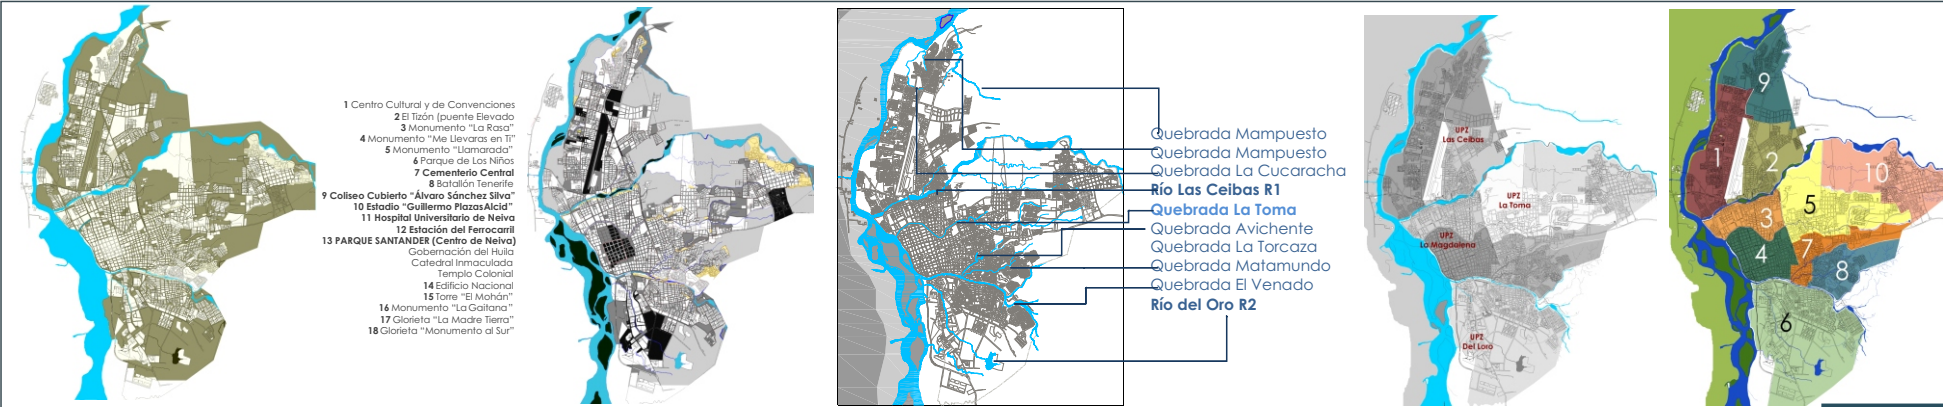 1 Centro Cultural y de Convenciones
2 El Tizón (puente Elevado
3 Monumento “La Rasa”
4 Monumento “Me Llevaras en Ti”
5 Monumento “Llamarada”
6 Parque de Los Niños
7 Cementerio Central
8 Batallón Tenerife
9 Coliseo Cubierto “Álvaro Sánchez Silva”
10 Estadio “Guillermo PlazasAlcid”
11 Hospital Universitario de Neiva
12 Estación del Ferrocarril
13 PARQUE SANTANDER (Centro de Neiva)
Gobernación del Huila
Catedral Inmaculada
Templo Colonial
14 Edificio Nacional
15 Torre “El Mohán”
16 Monumento “La Gaitana”
17 Glorieta “La Madre Tierra”
18 Glorieta “Monumento al Sur”
Quebrada Mampuesto
Quebrada Mampuesto
Quebrada La Cucaracha
Río Las Ceibas R1
Quebrada La Toma
Quebrada Avichente
Quebrada La Torcaza
Quebrada Matamundo
Quebrada El Venado
Río del Oro R2
UPZ
Las Ceibas
UPZ
La Toma
UPZ
La Magdalena
UPZ
Del Loro
9
1
2
10
5
3
4
7
8
6